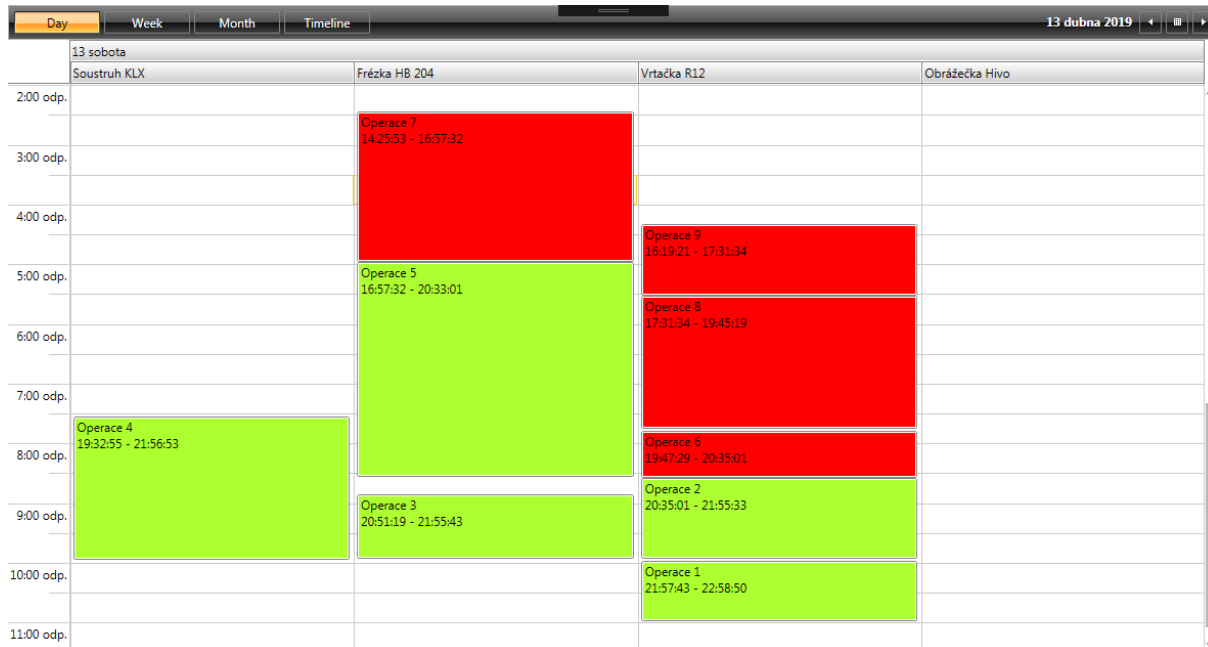 Day Week Month Timeline 13 dubna 2019
13 sobota
Soustruh KLX Frézka HB 204 Vrtačka R12 Obrážečka Hivo
2:00 odp.
Operace 7
14:25:53 - 16:57:32
3:00 odp.
4:00 odp.
Operace 9
16:19:21 - 17:31:34
5:00 odp.
Operace 5
16:57:32 - 20:33:01
Operace 8
17:31:34 - 19:45:19
6:00 odp.
7:00 odp.
Operace 4
19:32:55 - 21:56:53
8:00 odp.
Operace 6
19:47:29 - 20:35:01
Operace 2
20:35:01 - 21:55:33
9:00 odp.
Operace 3
20:51:19 - 21:55:43
10:00 odp.
Operace 1
21:57:43 - 22:58:50
11:00 odp.